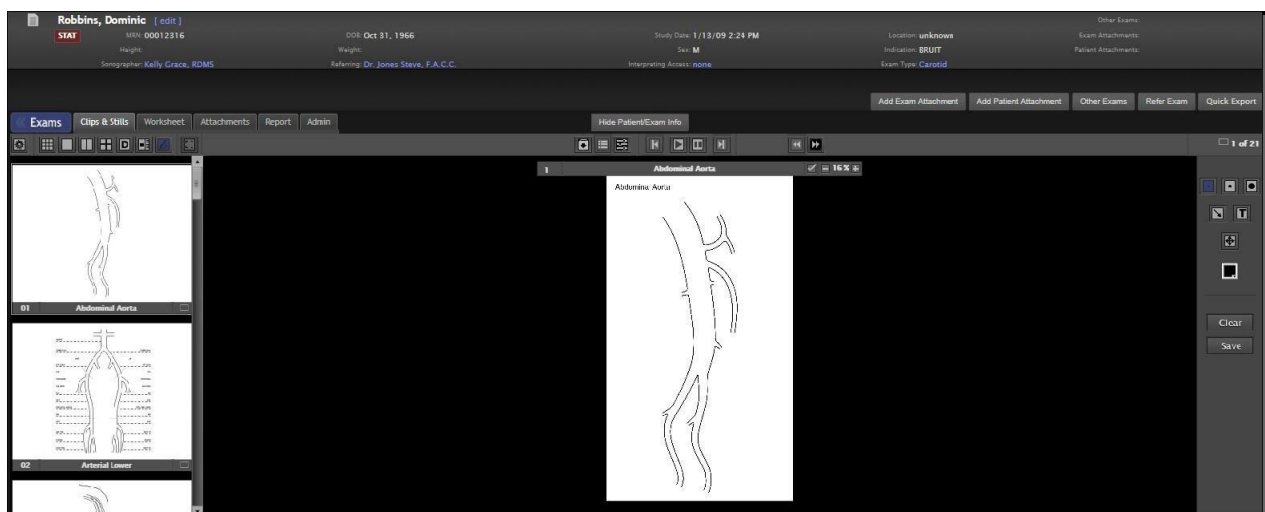 Robbins, Dominic [ edit ]
Other Exams:
STAT MRN: 00012316 DOB: Oct 31, 1966 Study Date: 1/13/09 2:24 PM Location: unknown Exam Attachments:
Height: Weight: Sex: M Indication: BRUIT Patient Attachments:
Sonographer: Kelly Grace, RDMS Referring: Dr. Jones Steve, F.A.C.C. Interpreting Access: none Exam Type: Carotid
Add Exam Attachment Add Patient Attachment Other Exams Refer Exam Quick Export
Exams Clips & Stills Worksheet Attachments Report Admin Hide Patient/Exam Info
D 1 of 21
1 Abdominal Aorta 16%
Abdominal Aorta
T
01 Abdominal Aorta
Clear
Save
02 Arterial Lower